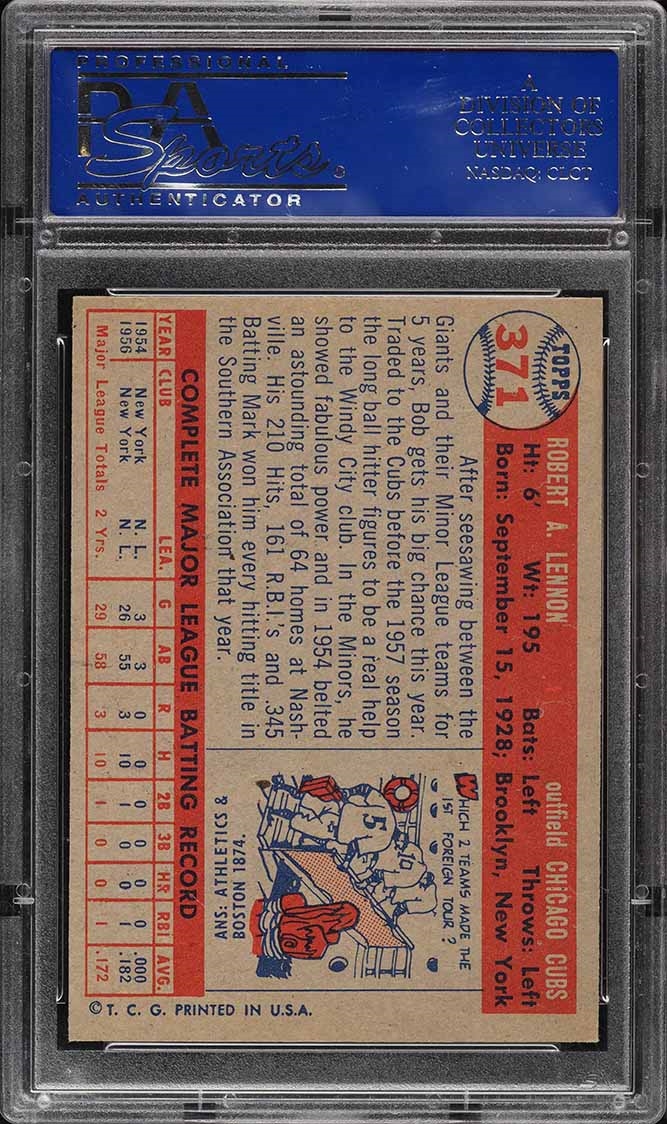 PROFESSIONAL
PSA
Sports
AUTHENTICATOR
A
DIVISION OF
COLLECTORS
UNIVERSE
NASDAQ: CLCT
TOPPS
371
ROBERT A. LENNON outfield CHiCAGO CUBS
Ht: 6' Wt: 195 Bats: Left Throws: Left
Born: September 15, 1928; Brooklyn, New York
After seesawing between the
Giants and their Minor League teams for
5 years, Bob gets his big chance this year.
Traded to the Cubs before the 1957 season
the long ball hitter figures to be a real help
to the Windy City club. In the Minors, he
showed fabulous power and in 1954 belted
an astounding total of 64 homes at Nash-
ville. His 210 Hits, 161 R.B.I.'s and .345
Batting Mark won him every hitting title in
the Southern Association that year.
WHICH 2 TEAMS MADE THE
1ST FOREIGN TOUR?
10
5
ANS. ATHLETICS &
BOSTON 1874.
COMPLETE MAJOR LEAGUE BATTING RECORD
YEAR CLUB LEA. G AB R H 2B 3B HR RBI AVG.
1954 New York N. L. 3 3 0 0 0 0 0 0 .000
1956 New York N. L. 26 55 3 10 1 0 0 1 .182
Major League Totals 2 Yrs. 29 58 3 10 1 0 0 1 .172
© T. C. G. PRINTED IN U.S.A.